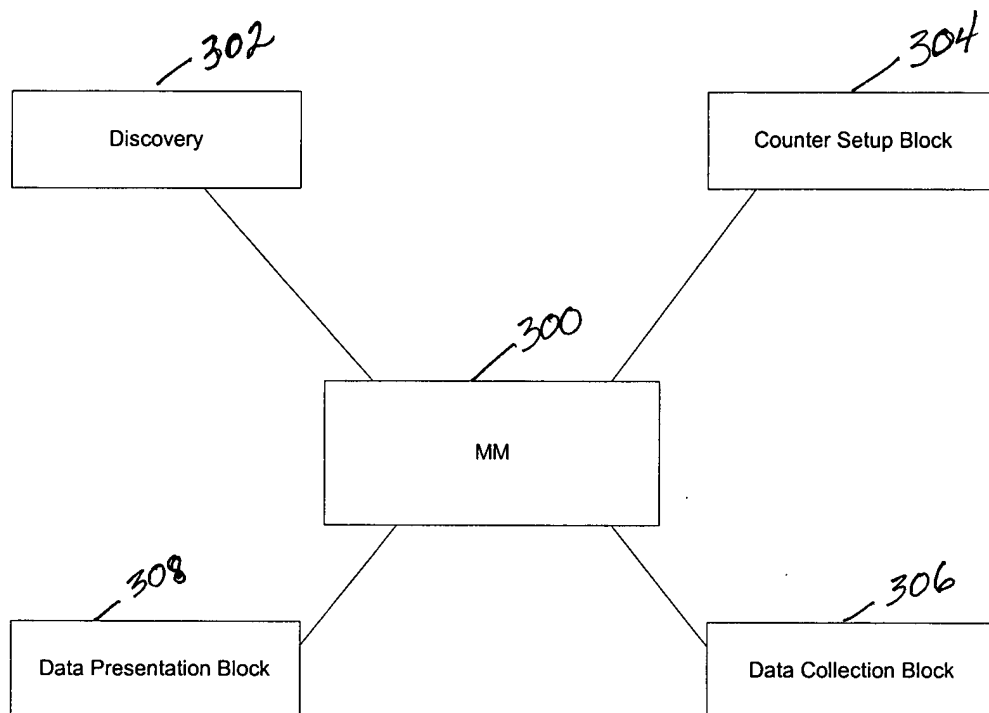 302
304
Discovery
Counter Setup Block
300
MM
308
306
Data Presentation Block
Data Collection Block